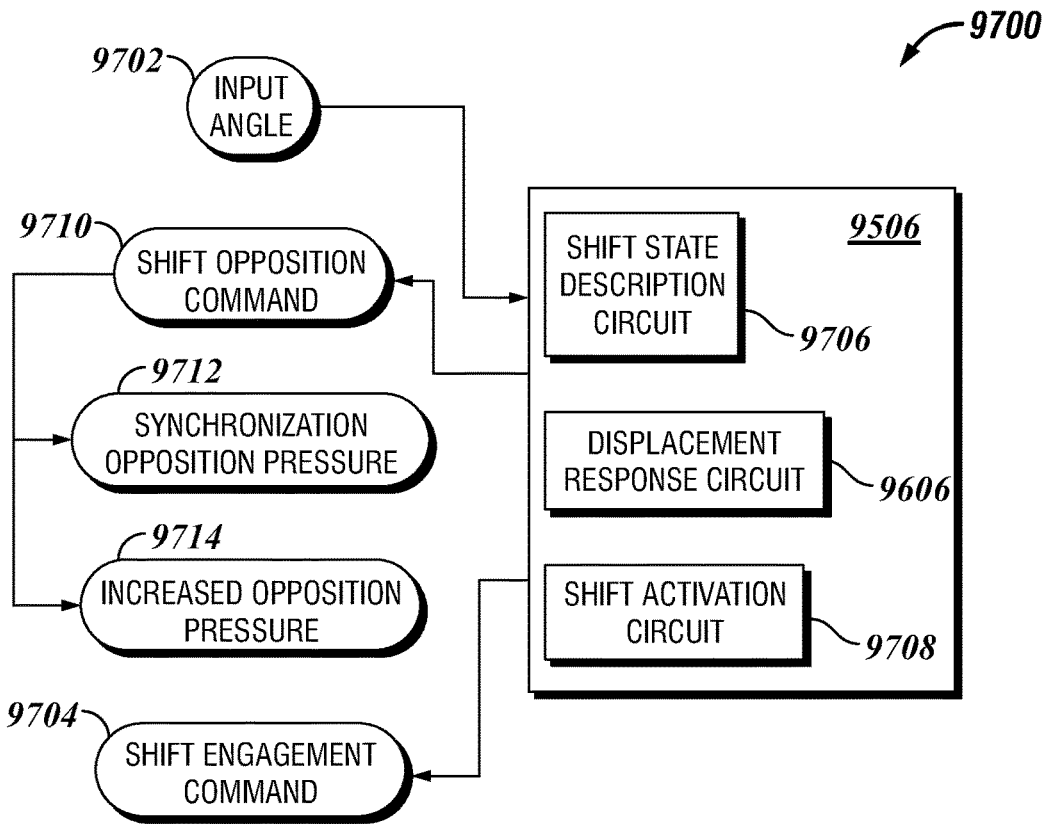 9700
9702
INPUT
ANGLE
9710
SHIFT OPPOSITION
COMMAND
9712
SYNCHRONIZATION
OPPOSITION PRESSURE
9714
INCREASED OPPOSITION
PRESSURE
9704
SHIFT ENGAGEMENT
COMMAND
9506
SHIFT STATE
DESCRIPTION
CIRCUIT
9706
DISPLACEMENT
RESPONSE CIRCUIT
9606
SHIFT ACTIVATION
CIRCUIT
9708